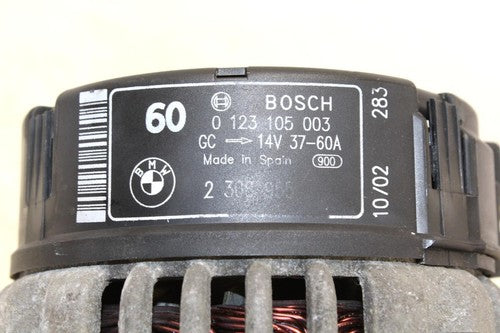 60
BOSCH
0 123 105 003
GC → 14V 37-60A
Made in Spain 900
BMW
283
10/02